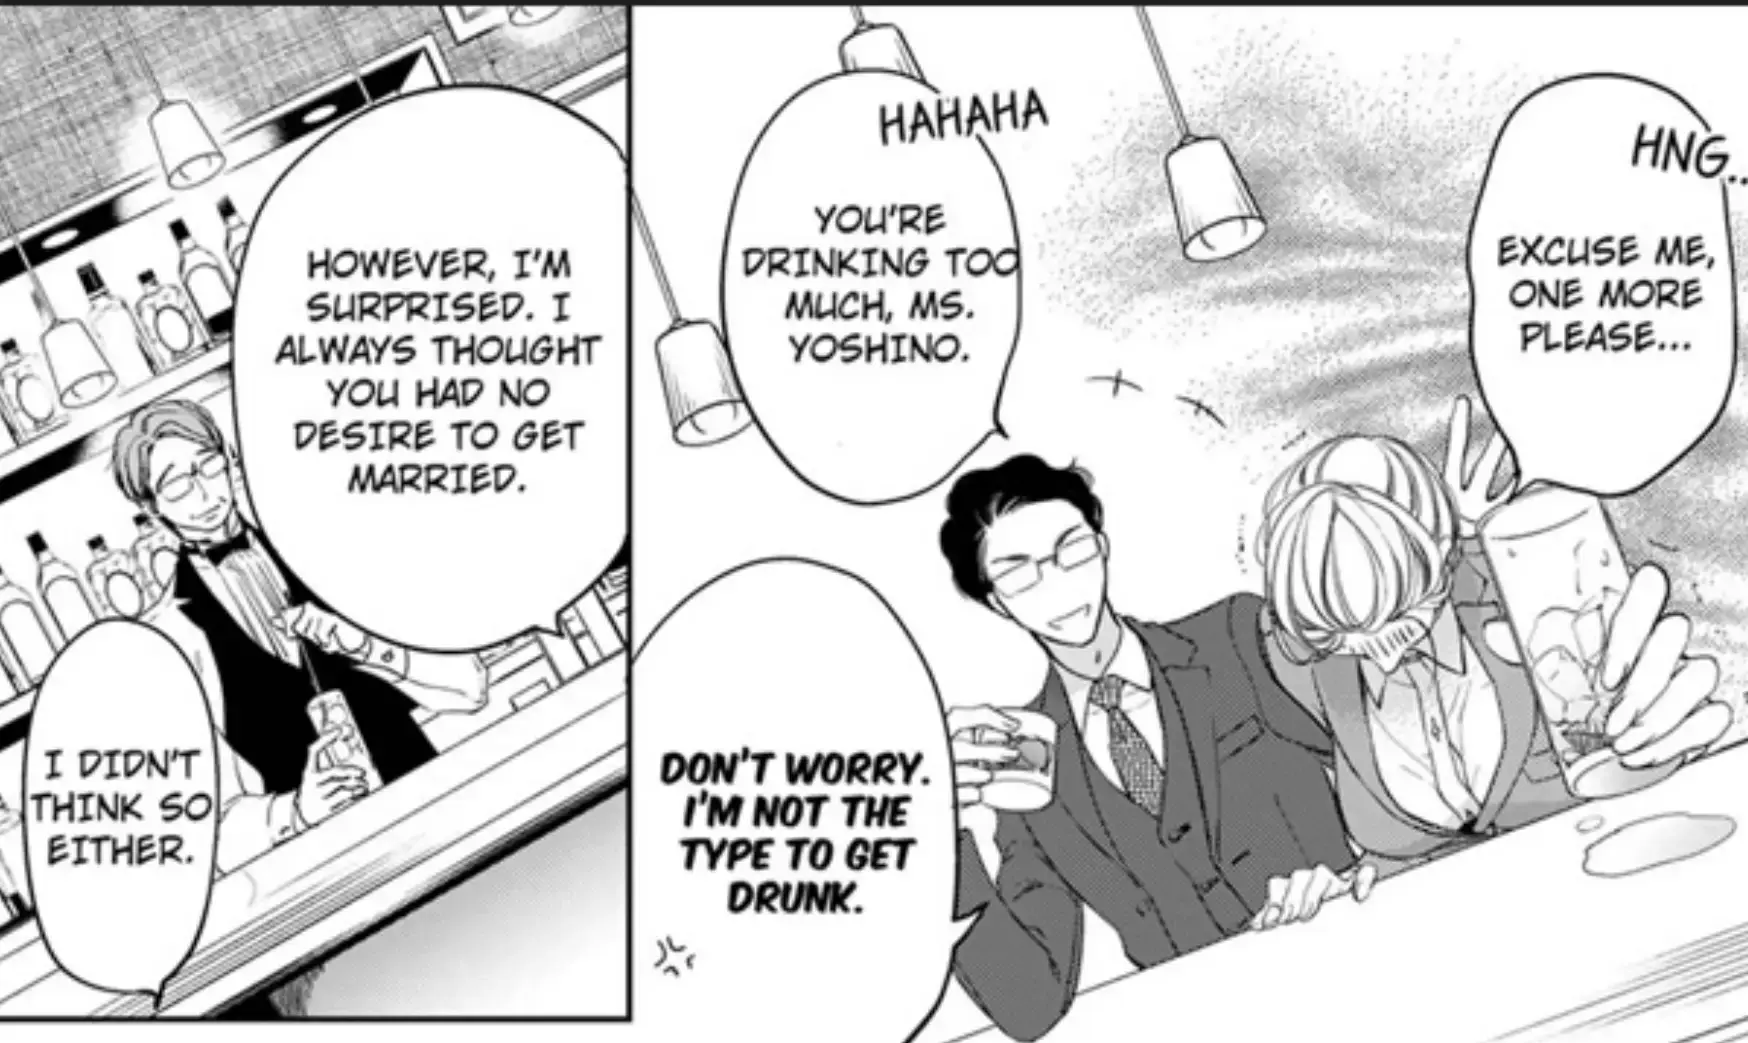 HNG...
EXCUSE ME,
ONE MORE
PLEASE...
HAHAHA
YOU'RE
DRINKING TOO
MUCH, MS.
YOSHINO.
DON'T WORRY.
I'M NOT THE
TYPE TO GET
DRUNK.
HOWEVER, I'M
SURPRISED. I
ALWAYS THOUGHT
YOU HAD NO
DESIRE TO GET
MARRIED.
I DIDN'T
THINK SO
EITHER.